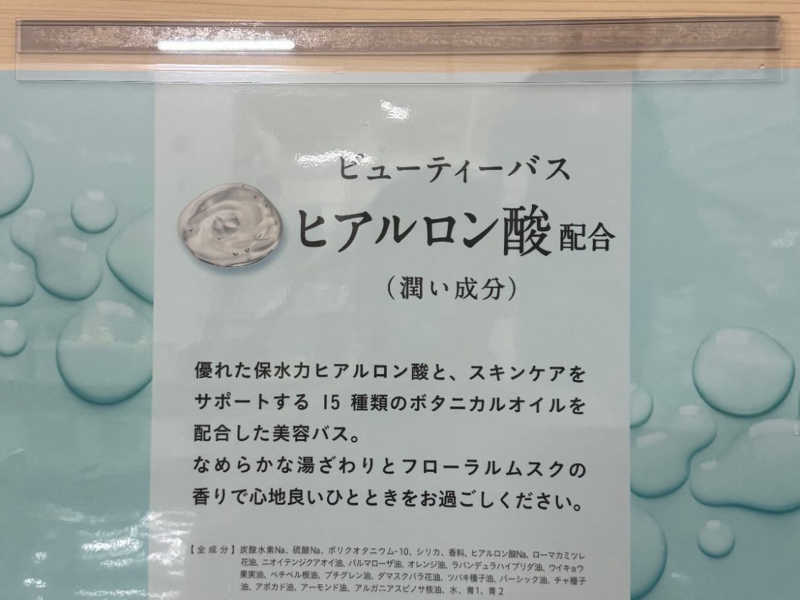 ビューティーバス
ヒアルロン酸配合
（潤い成分）
優れた保水力ヒアルロン酸と、スキンケアを
サポートする 15 種類のボタニカルオイルを
配合した美容バス。
なめらかな湯ざわりとフローラルムスクの
香りで心地良いひとときをお過ごしください。
【全成分】炭酸水素Na、硫酸Na、ポリクオタニウム-10、シリカ、香料、ヒアルロン酸Na、ローマカミツレ
花油、ニオイテンジクアオイ油、パルマローザ油、オレンジ油、ラバンデュラハイブリダ油、ウイキョウ
果実油、ベチベル根油、プチグレン油、ダマスクバラ花油、ツバキ種子油、パーシック油、チャ種子
油、アボカド油、アーモンド油、アルガニアスピノサ核油、水、青1、青2